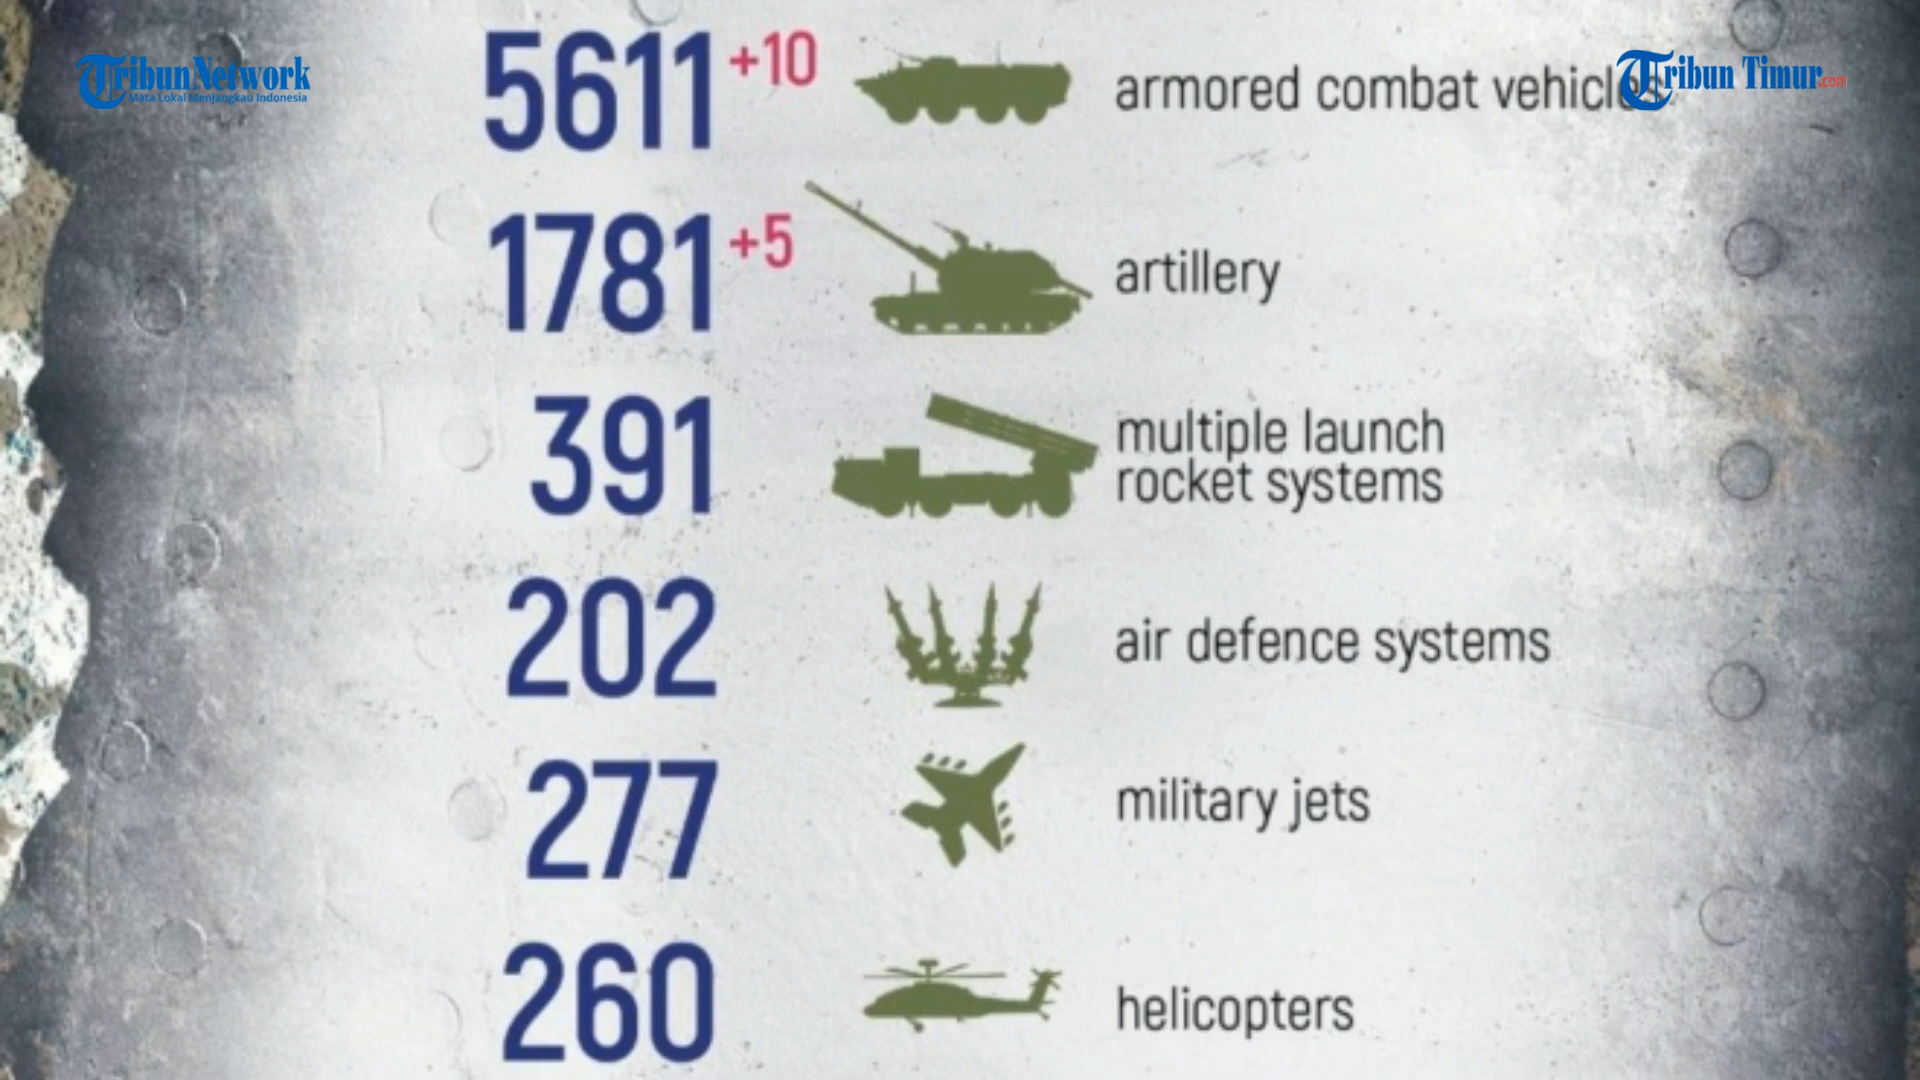 TribunNetwork
Mata Lokal Menjangkau Indonesia
Tribun Timur.com
5611 +10 armored combat vehicles
1781 +5 artillery
391 multiple launch
rocket systems
202 air defence systems
277 military jets
260 helicopters